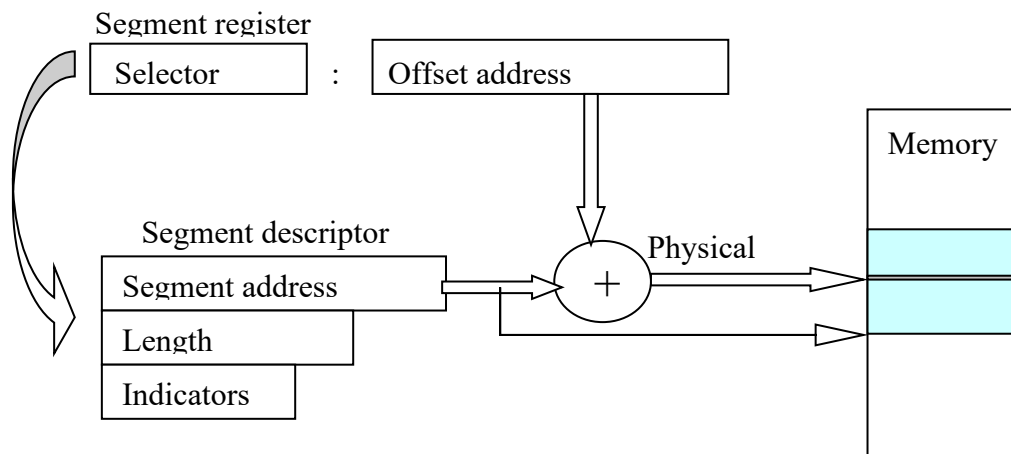 Segment register
Selector : Offset address
Memory
Segment descriptor
Physical
Segment address
+
Length
Indicators